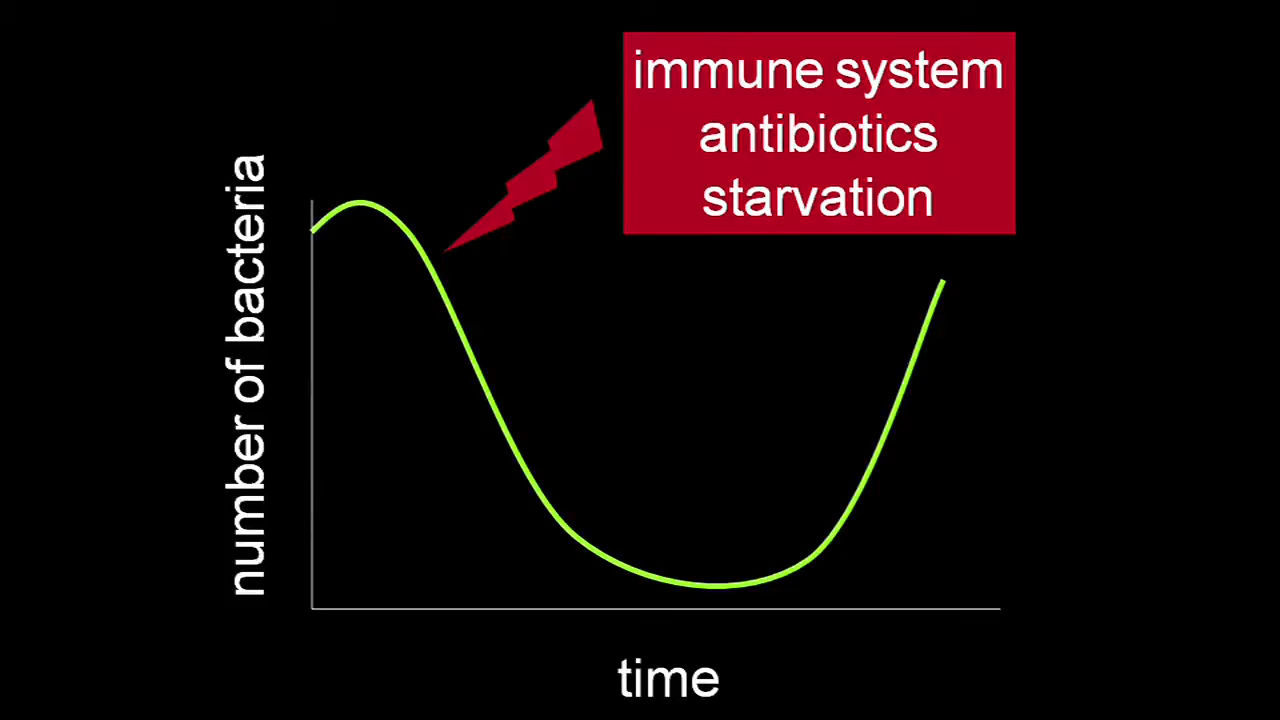 immune system
antibiotics
starvation
number of bacteria
time